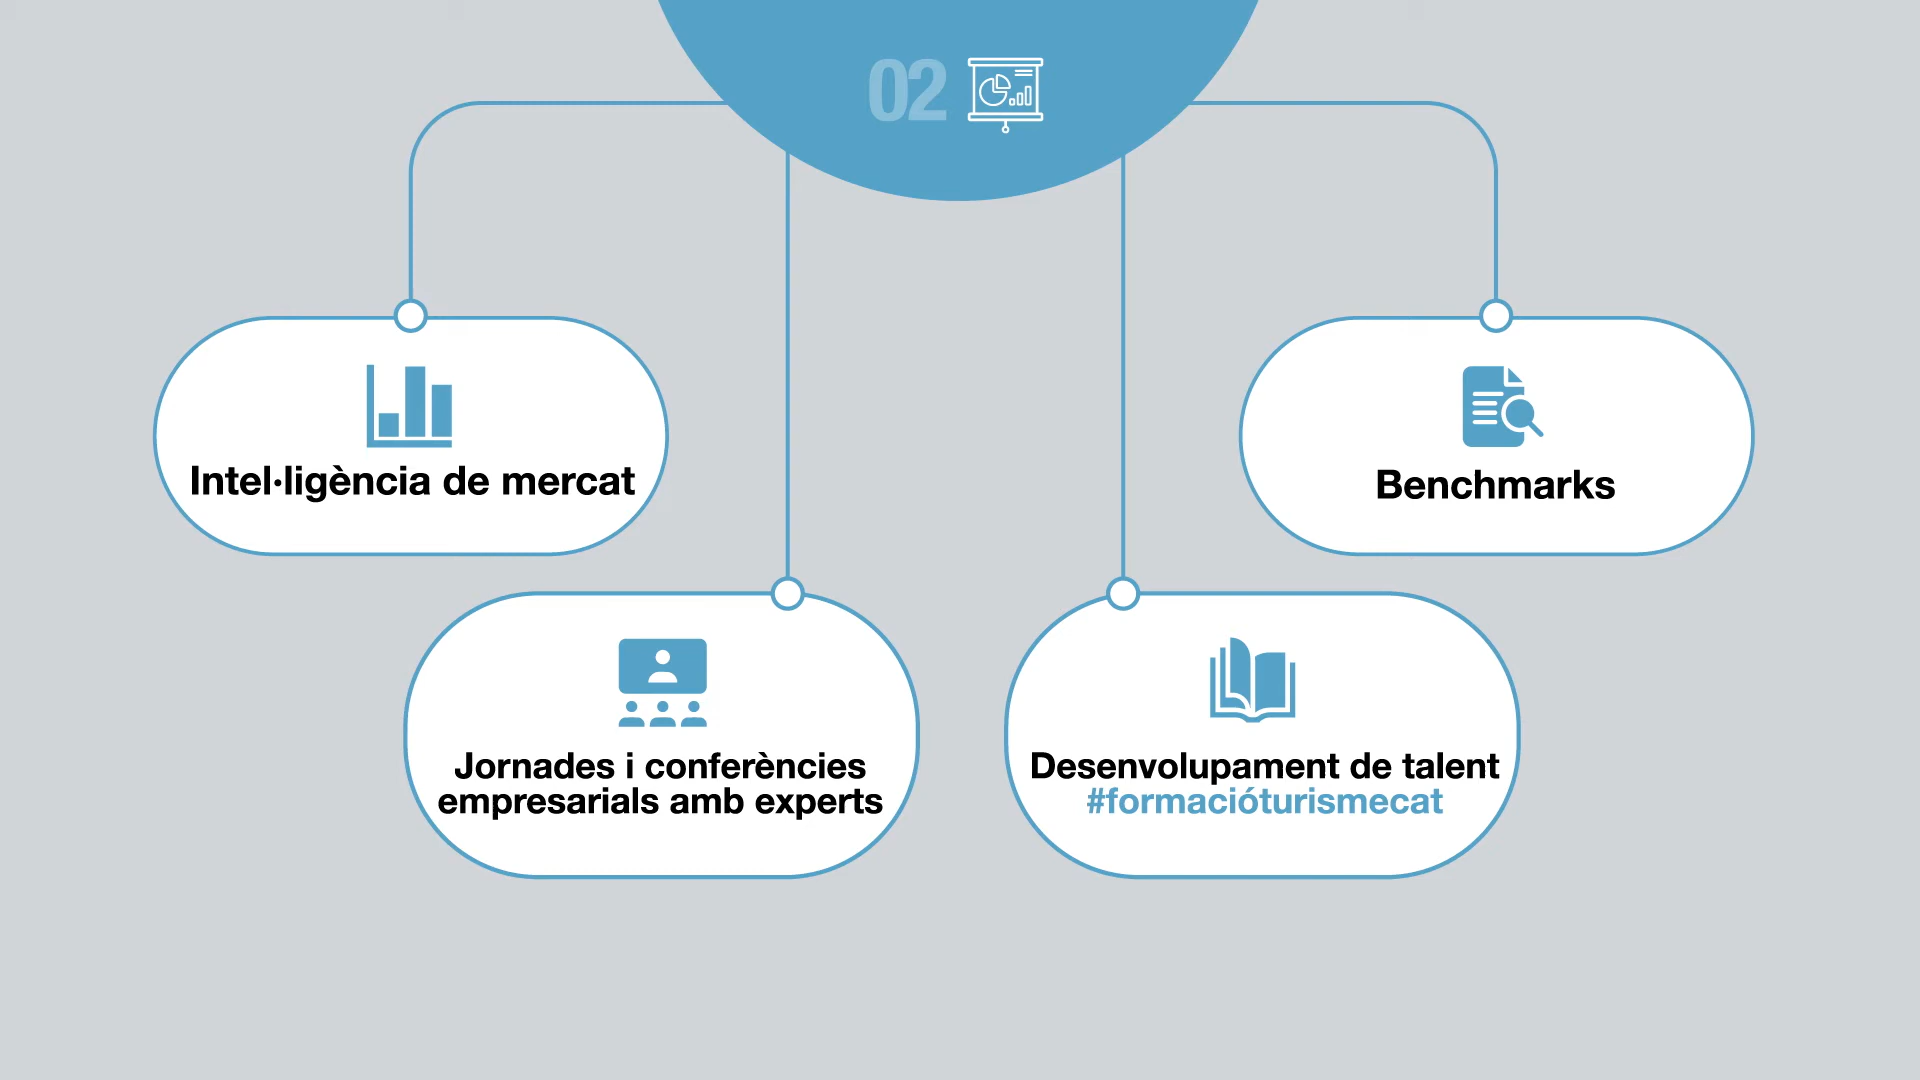 02
Intel·ligència de mercat
Benchmarks
Jornades i conferències
empresarials amb experts
Desenvolupament de talent
#formacióturismecat